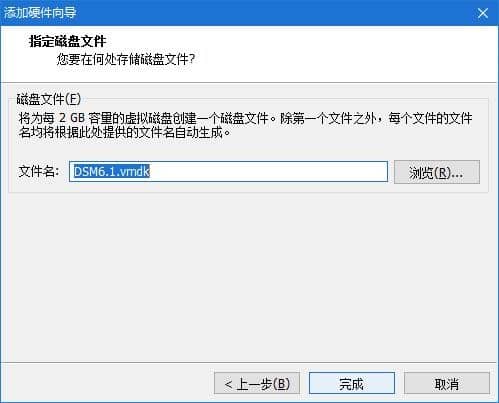 添加硬件向导
指定磁盘文件
您要在何处存储磁盘文件?
磁盘文件(F)
将为每 2 GB 容量的虚拟磁盘创建一个磁盘文件。除第一个文件之外，每个文件的文件
名均将根据此处提供的文件名自动生成。
文件名: DSM6.1.vmdk 浏览(R)...
< 上一步(B) 完成 取消